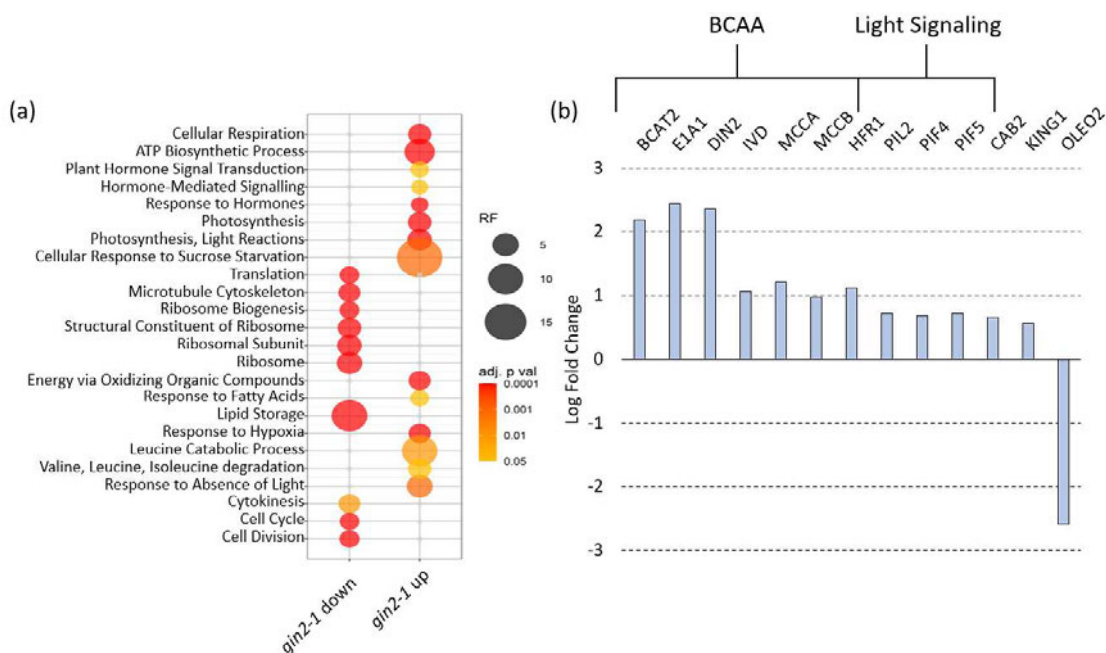 BCAA
Light Signaling
(a)
Cellular Respiration
ATP Biosynthetic Process
Plant Hormone Signal Transduction
Hormone-Mediated Signalling
Response to Hormones
Photosynthesis
Photosynthesis, Light Reactions
Cellular Response to Sucrose Starvation
Translation
Microtubule Cytoskeleton
Ribosome Biogenesis
Structural Constituent of Ribosome
Ribosomal Subunit
Ribosome
Energy via Oxidizing Organic Compounds
Response to Fatty Acids
Lipid Storage
Response to Hypoxia
Leucine Catabolic Process
Valine, Leucine, Isoleucine degradation
Response to Absence of Light
Cytokinesis
Cell Cycle
Cell Division
gin2-1 down
gin2-1 up
RF
5
10
15
adj. p val
0.0001
0.001
0.01
0.05
(b)
BCAT2
E1A1
DIN2
IVD
MCCA
MCCB
HFR1
PIL2
PIF4
PIF5
CAB2
KING1
OLEO2
Log Fold Change
3
2
1
0
-1
-2
-3